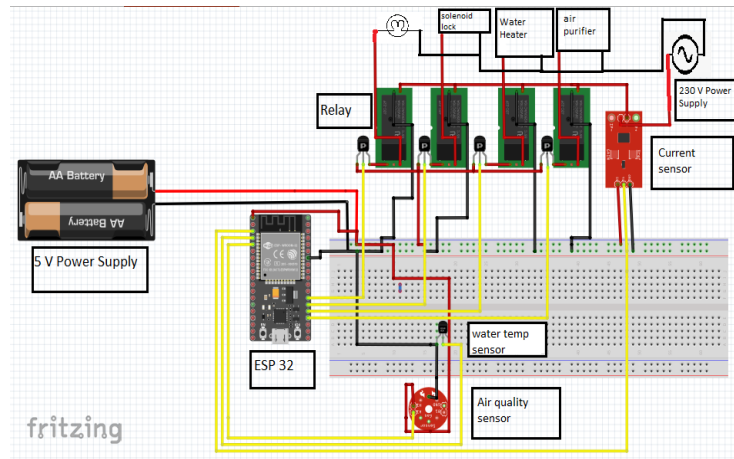 solenoid
lock
Water
Heater
air
purifier
230 V Power
Supply
Relay
Current
sensor
AA Battery
AA Battery
5 V Power Supply
ESP 32
water temp
sensor
Air quality
sensor
fritzing